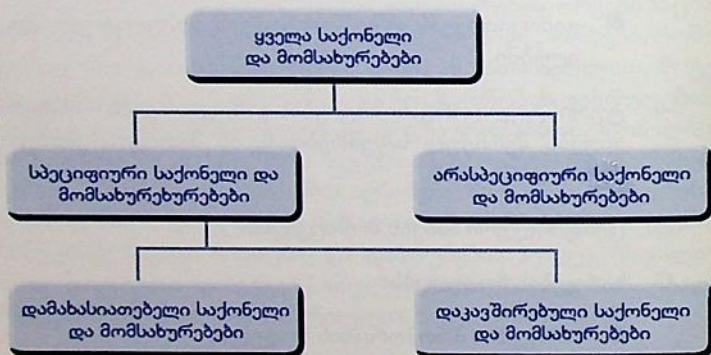 ყველა საქონელი
და მომსახურებები
სპეციფიური საქონელი და
მომსახურეხურებები
არასპეციფიური საქონელი
და მომსახურებები
დამახასიათებელი საქონელი
და მომსახურებები
დაკავშირებული საქონელი
და მომსახურებები